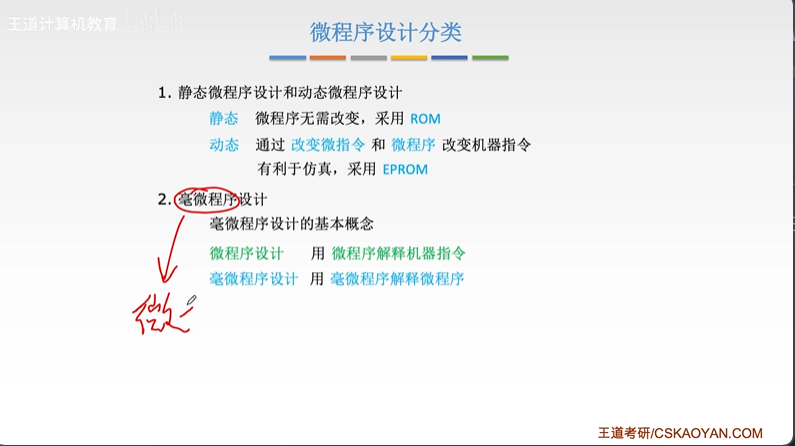 王道计算机教育
微程序设计分类
1. 静态微程序设计和动态微程序设计
静态 微程序无需改变，采用 ROM
动态 通过 改变微指令 和 微程序 改变机器指令
有利于仿真，采用 EPROM
2. 毫微程序设计
毫微程序设计的基本概念
微程序设计 用 微程序解释机器指令
毫微程序设计 用 毫微程序解释微程序
微
王道考研/CSKAOYAN.COM